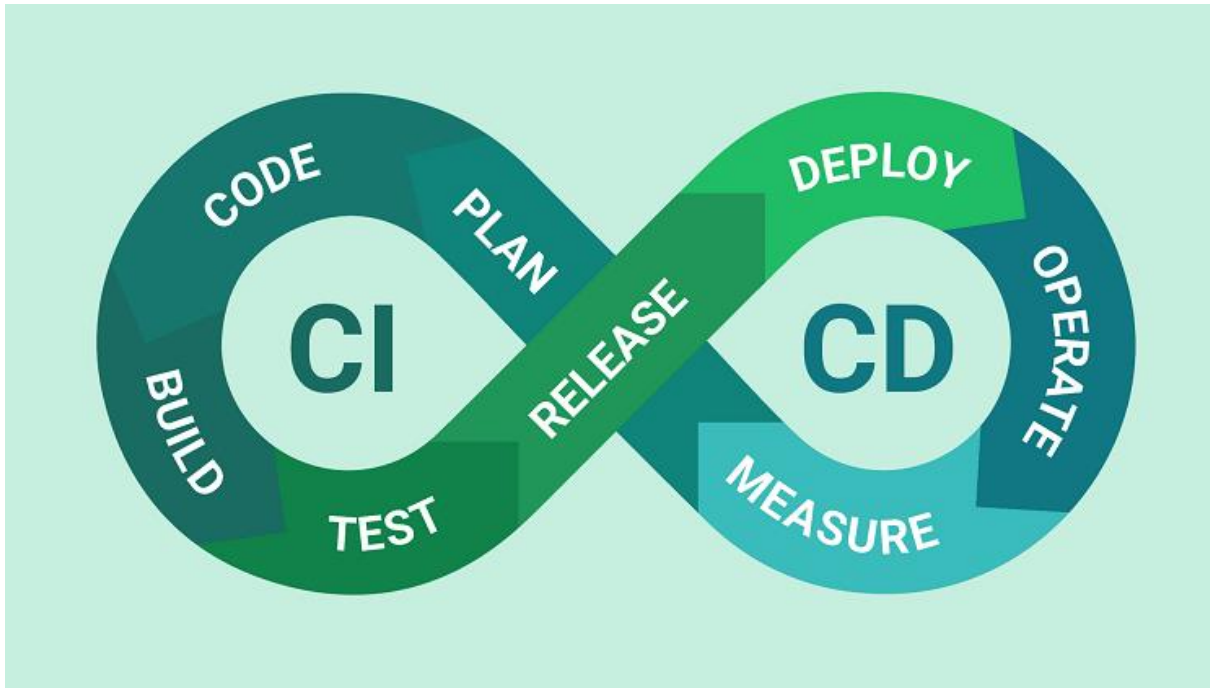 PLAN
CODE
BUILD
TEST
RELEASE
DEPLOY
OPERATE
MEASURE
CI
CD